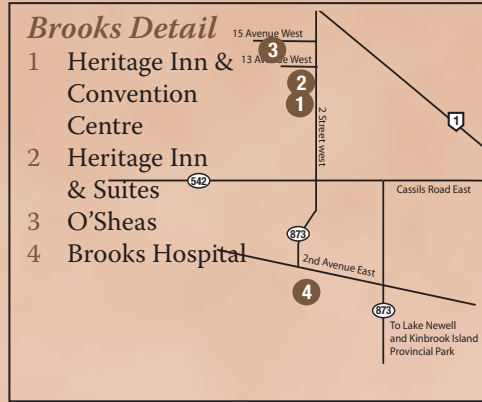 Brooks Detail
1 Heritage Inn &
Convention
Centre
2 Heritage Inn
& Suites
3 O'Sheas
4 Brooks Hospital
15 Avenue West
3
13 Avenue West
2
1
2 Street west
1
542
Cassils Road East
873
2nd Avenue East
4
873
To Lake Newell
and Kinbrook Island
Provincial Park